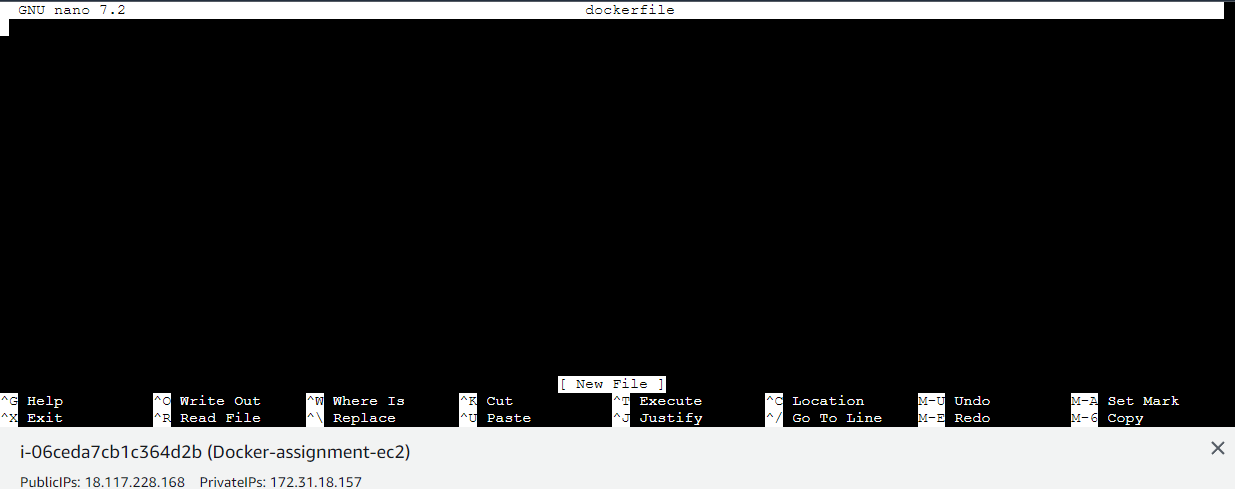 GNU nano 7.2 dockerfile
[ New File ]
^G Help ^O Write Out ^W Where Is ^K Cut ^T Execute ^C Location M-U Undo M-A Set Mark
^X Exit ^R Read File ^\ Replace ^U Paste ^J Justify ^/ Go To Line M-E Redo M-6 Copy
i-06ceda7cb1c364d2b (Docker-assignment-ec2)
PublicIPs: 18.117.228.168 PrivateIPs: 172.31.18.157